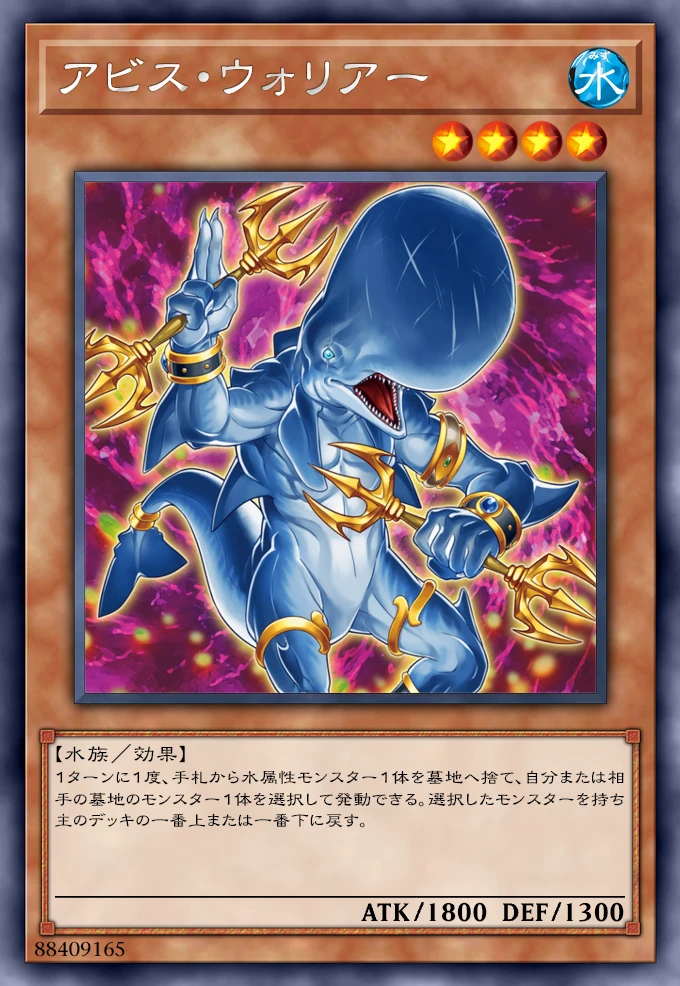 アビス・ウォリアー
みず
水
【水族／効果】
１ターンに１度、手札から水属性モンスター１体を墓地へ捨て、自分または相
手の墓地のモンスター１体を選択して発動できる。選択したモンスターを持ち
主のデッキの一番上または一番下に戻す。
ATK/1800 DEF/1300
88409165